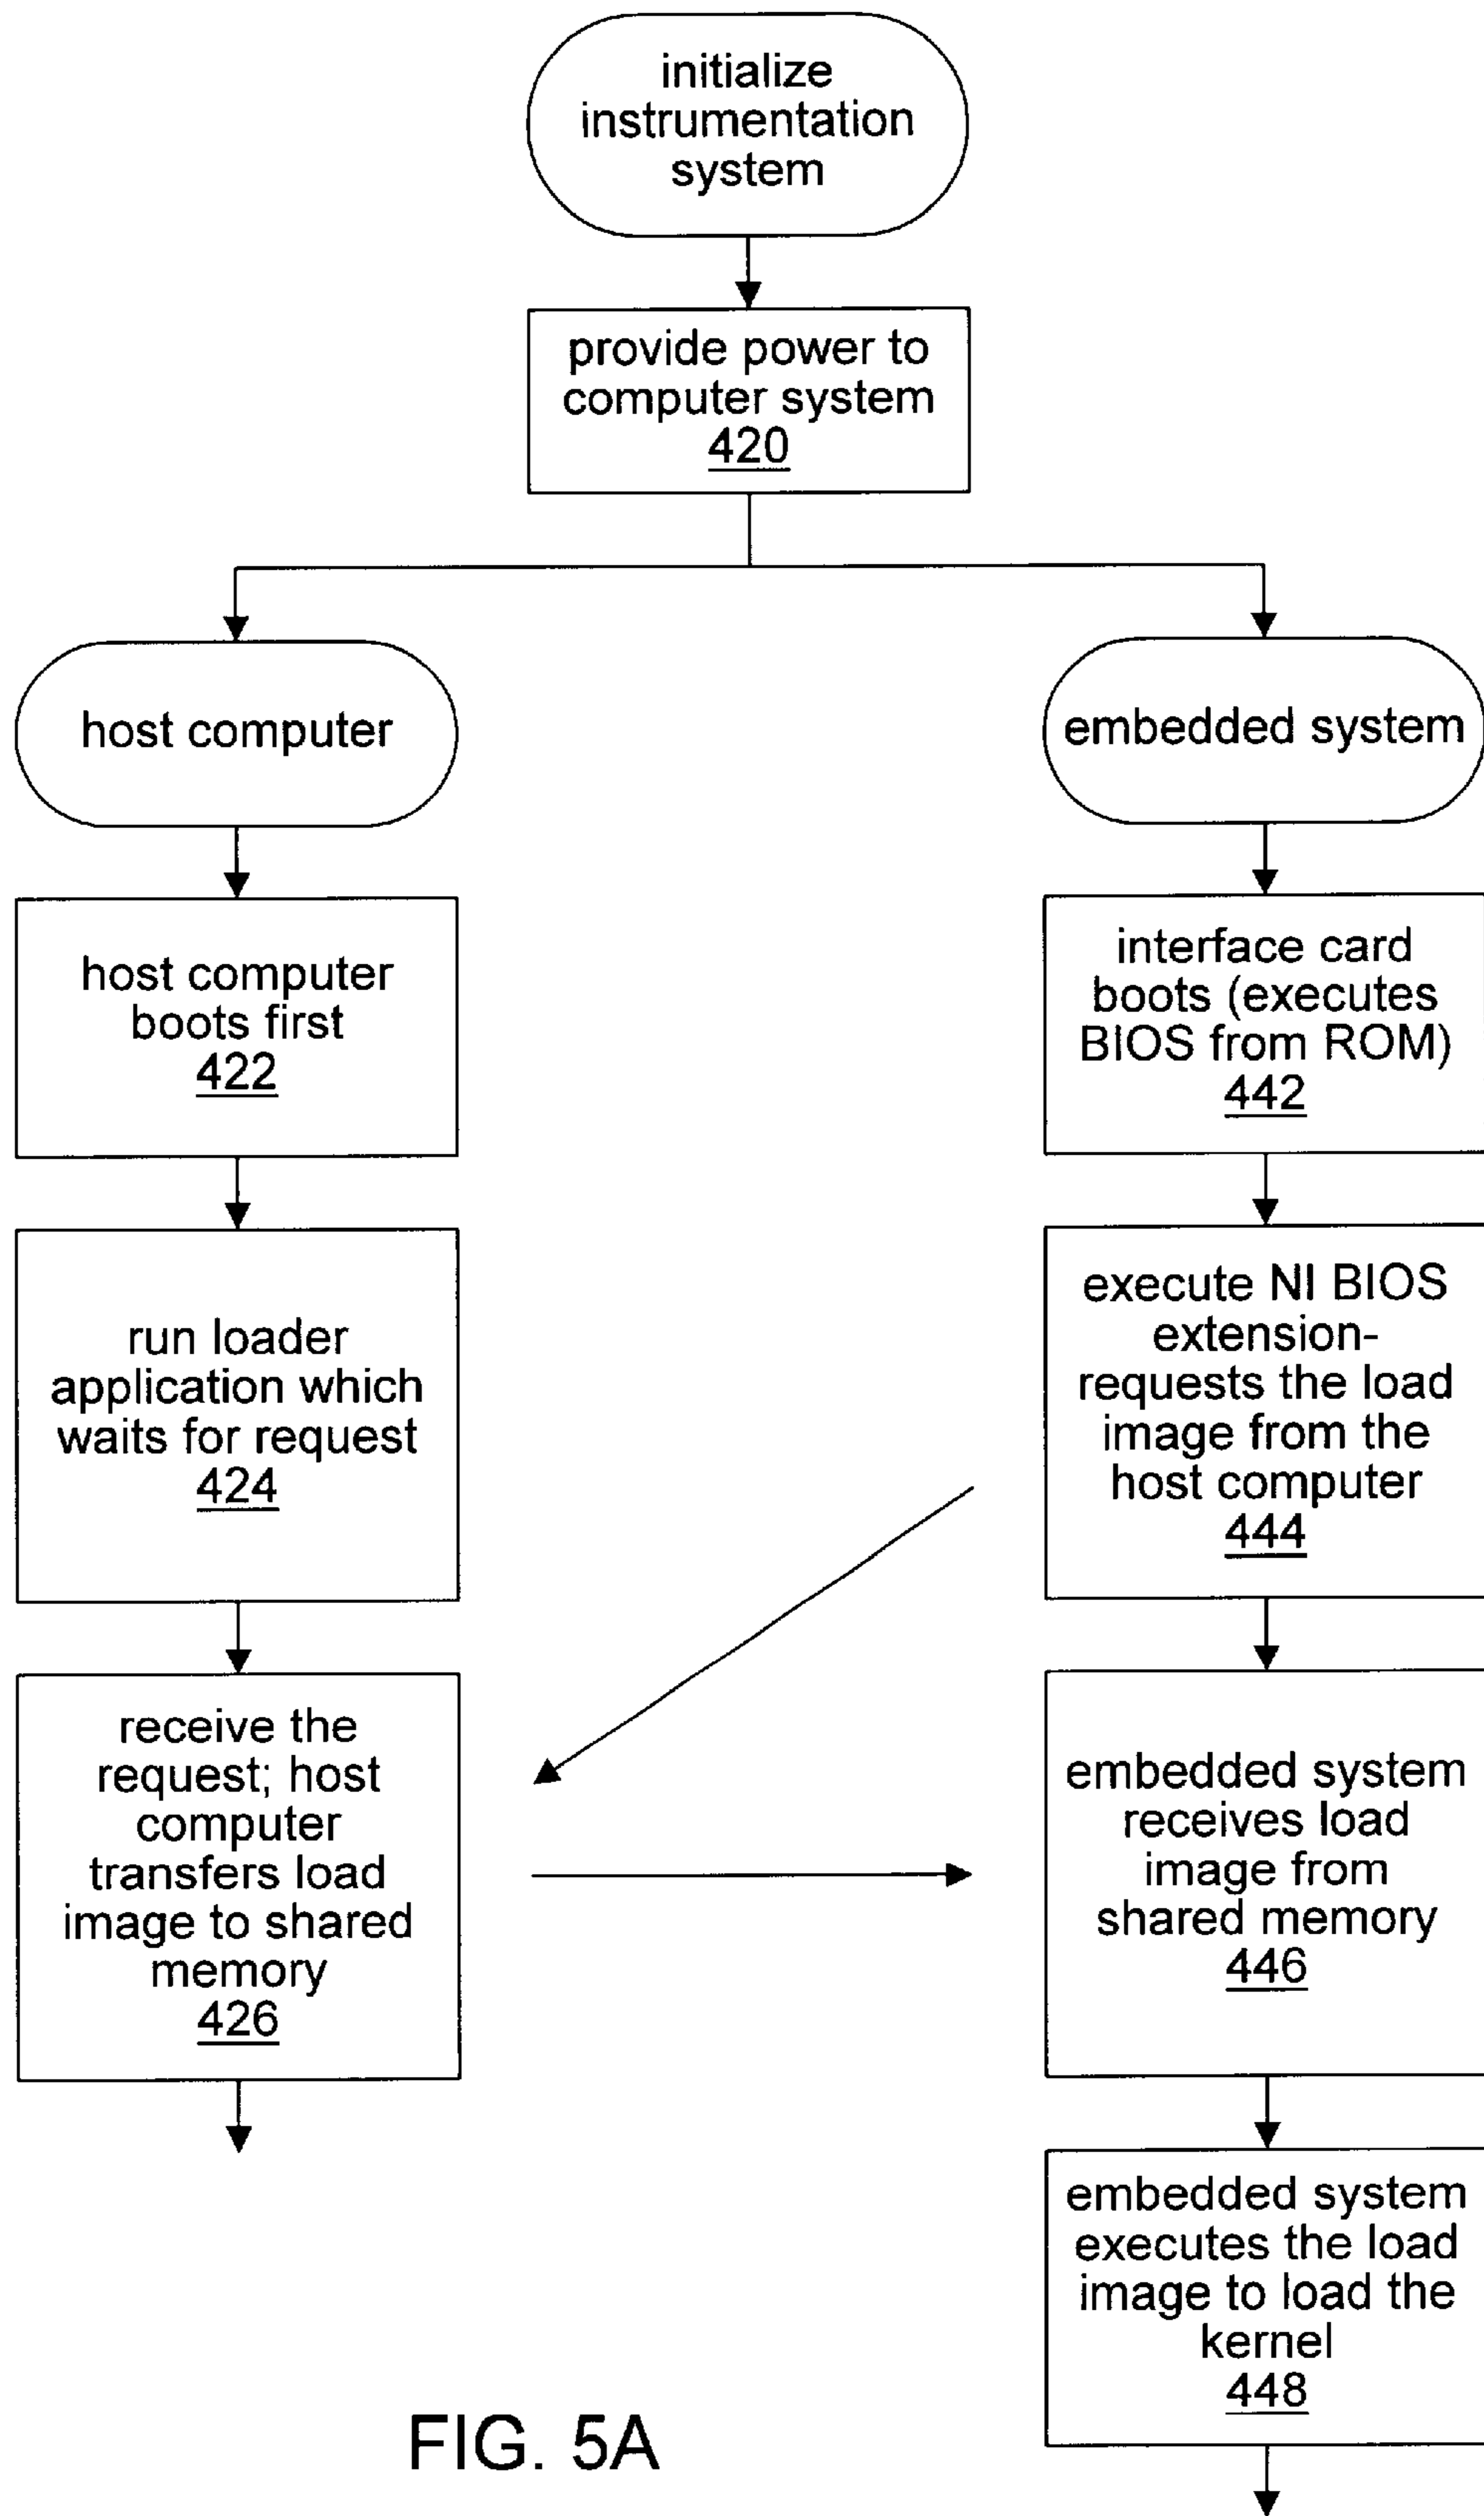 initialize
instrumentation
system
provide power to
computer system
420
host computer
embedded system
host computer
boots first
422
interface card
boots (executes
BIOS from ROM)
442
run loader
application which
waits for request
424
execute NI BIOS
extension-
requests the load
image from the
host computer
444
receive the
request; host
computer
transfers load
image to shared
memory
426
embedded system
receives load
image from
shared memory
446
embedded system
executes the load
image to load the
kernel
448
FIG. 5A